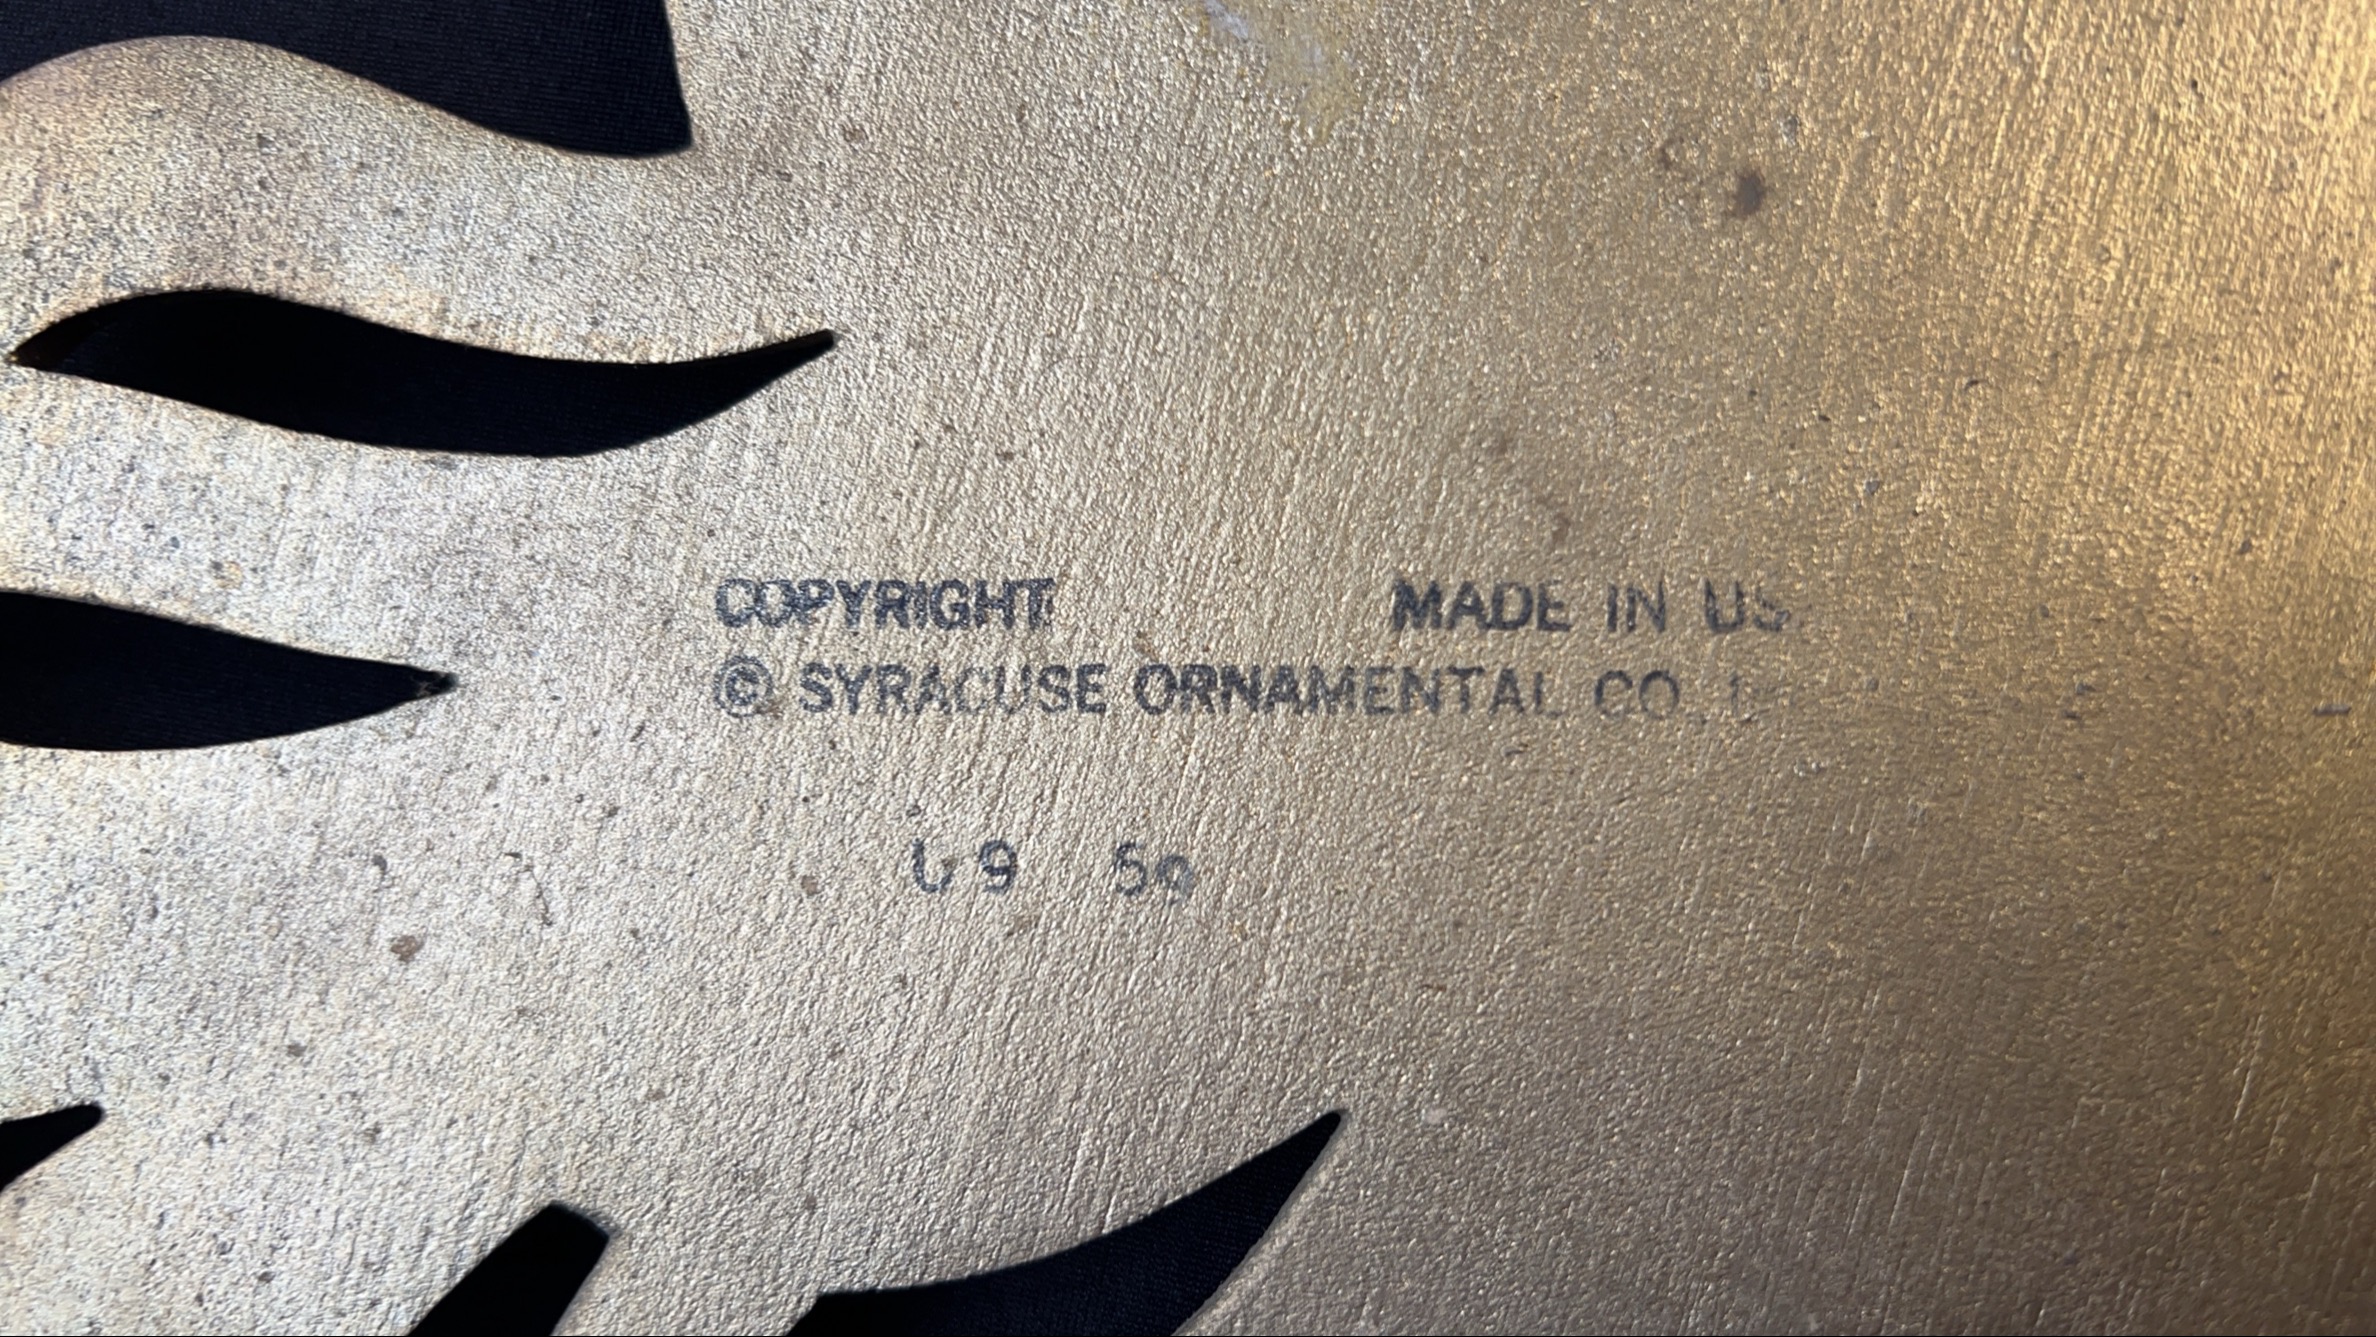 COPYRIGHT MADE IN US
© SYRACUSE ORNAMENTAL CO.